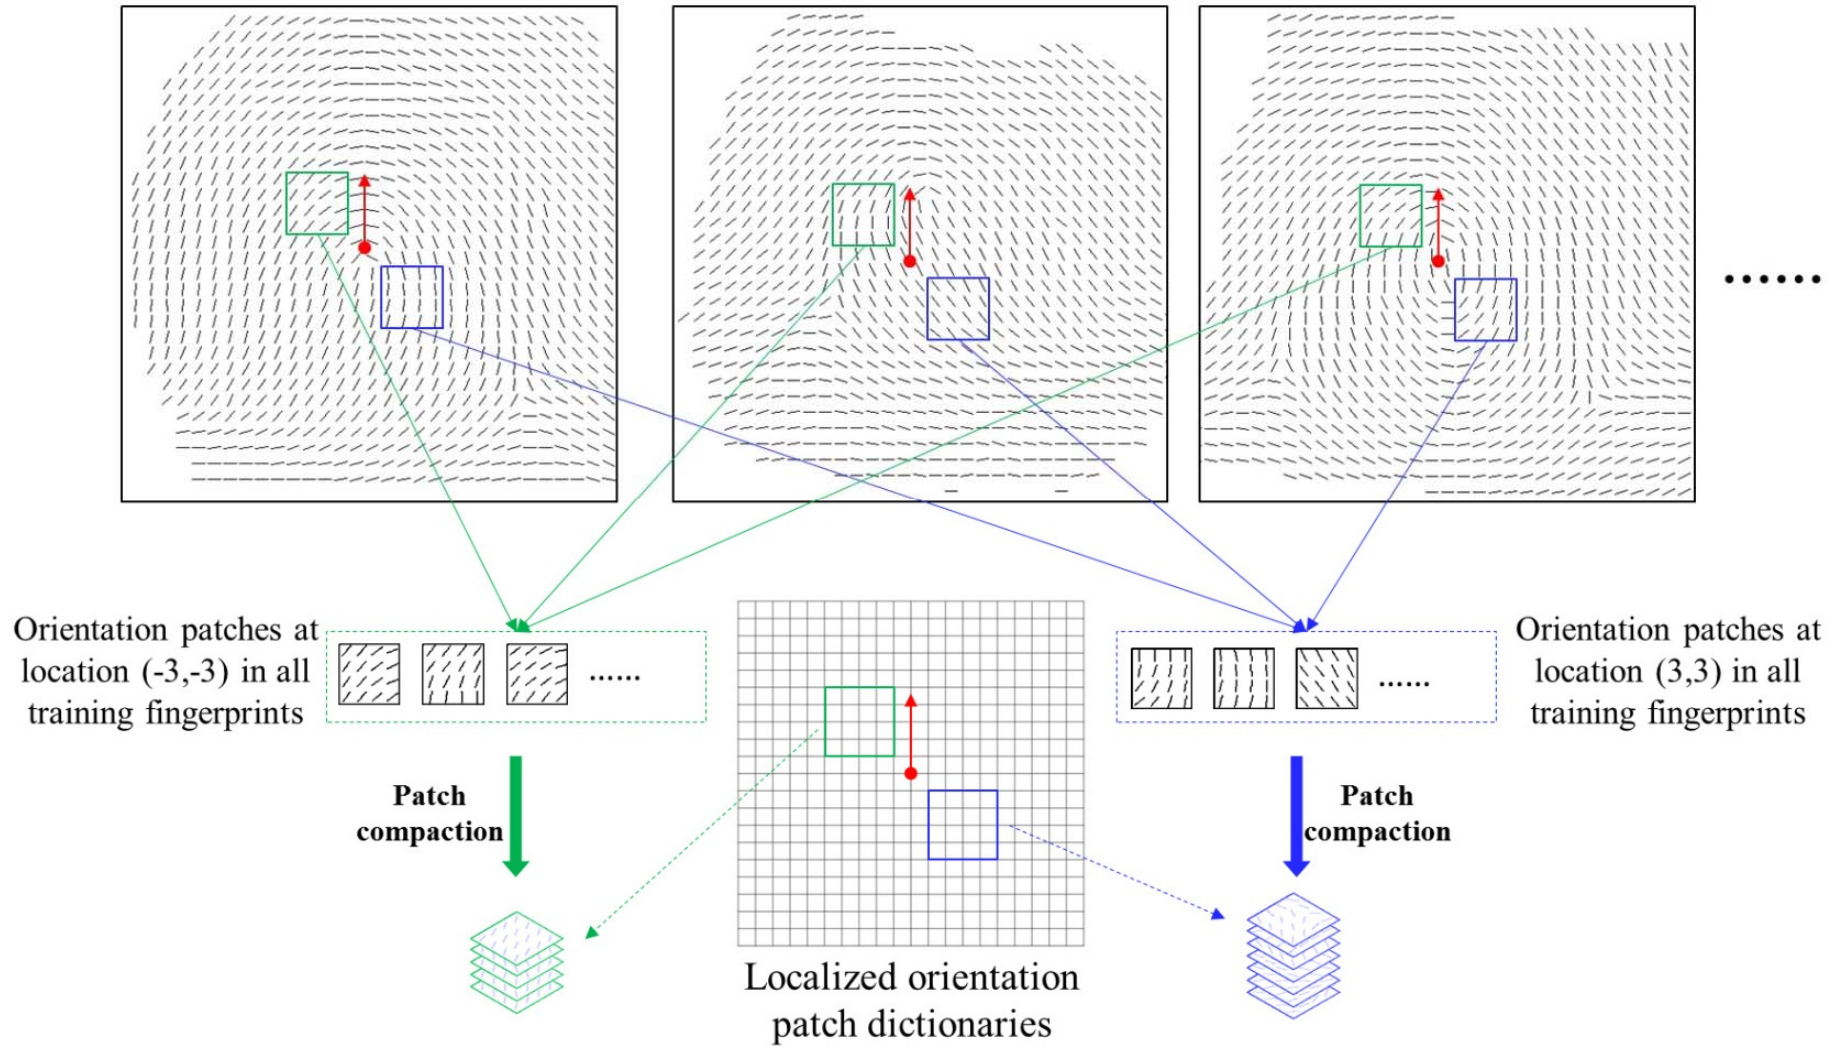 ......
Orientation patches at
location (-3,-3) in all
training fingerprints
......
......
Orientation patches at
location (3,3) in all
training fingerprints
Patch
compaction
Patch
compaction
Localized orientation
patch dictionaries